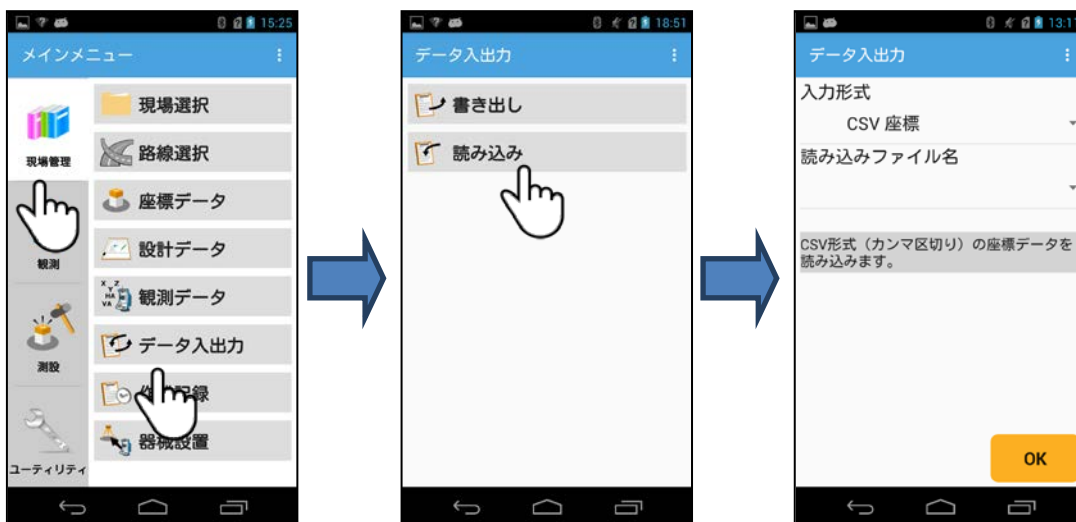 15:25
メインメニュー
現場管理
観測
測設
ユーティリティ
現場選択
路線選択
座標データ
設計データ
X Y Z
HA
VA
観測データ
データ入出力
録
器械設置
18:51
データ入出力
書き出し
読み込み
13:1
データ入出力
入力形式
CSV 座標
読み込みファイル名
CSV形式（カンマ区切り）の座標データを
読み込みます。
OK